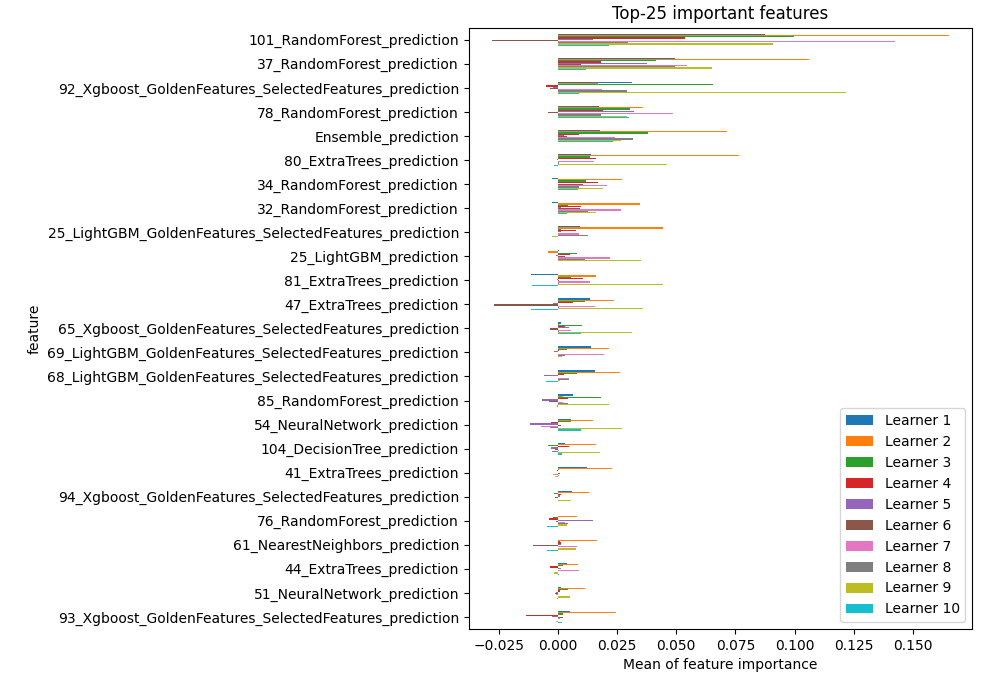 Top-25 important features
101_RandomForest_prediction
37_RandomForest_prediction
92_Xgboost_GoldenFeatures_SelectedFeatures_prediction
78_RandomForest_prediction
Ensemble_prediction
80_ExtraTrees_prediction
34_RandomForest_prediction
32_RandomForest_prediction
25_LightGBM_GoldenFeatures_SelectedFeatures_prediction
25_LightGBM_prediction
81_ExtraTrees_prediction
47_ExtraTrees_prediction
65_Xgboost_GoldenFeatures_SelectedFeatures_prediction
69_LightGBM_GoldenFeatures_SelectedFeatures_prediction
68_LightGBM_GoldenFeatures_SelectedFeatures_prediction
85_RandomForest_prediction
54_NeuralNetwork_prediction
104_DecisionTree_prediction
41_ExtraTrees_prediction
94_Xgboost_GoldenFeatures_SelectedFeatures_prediction
76_RandomForest_prediction
61_NearestNeighbors_prediction
44_ExtraTrees_prediction
51_NeuralNetwork_prediction
93_Xgboost_GoldenFeatures_SelectedFeatures_prediction
feature
Learner 1
Learner 2
Learner 3
Learner 4
Learner 5
Learner 6
Learner 7
Learner 8
Learner 9
Learner 10
−0.025 0.000 0.025 0.050 0.075 0.100 0.125 0.150
Mean of feature importance